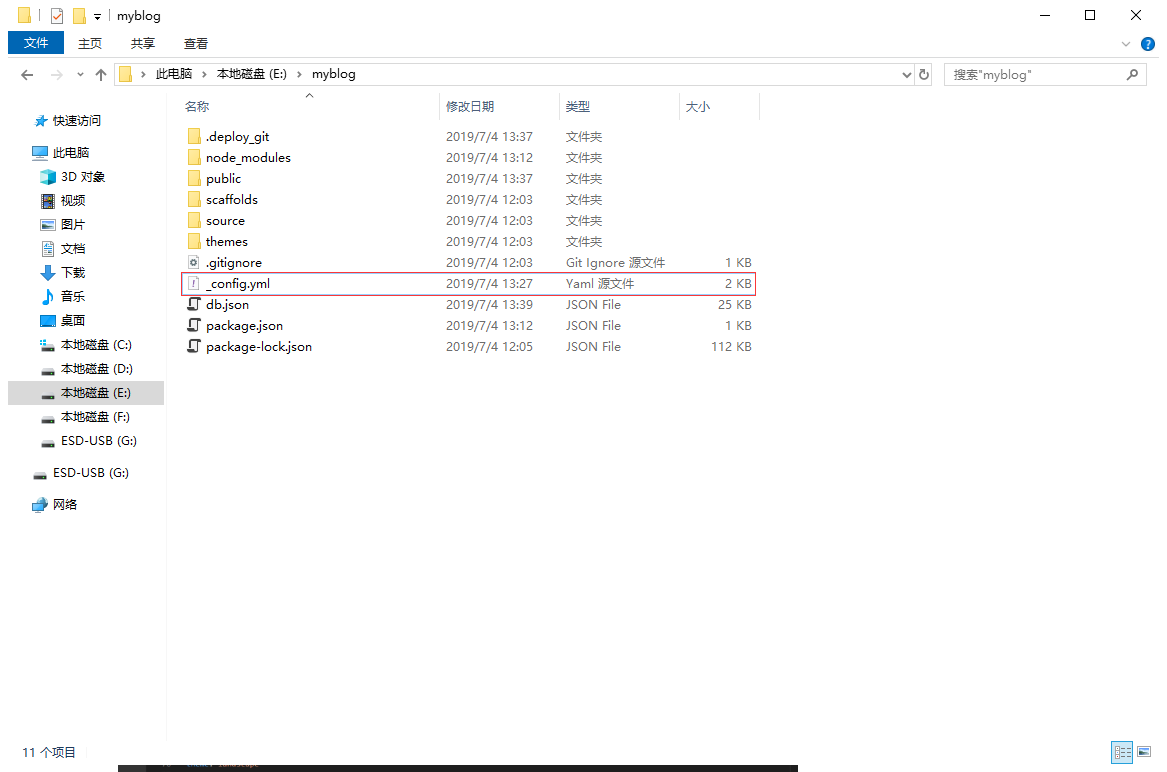 myblog
文件 主页 共享 查看
此电脑 本地磁盘 (E:) myblog 搜索"myblog"
名称 修改日期 类型 大小
快速访问
此电脑
3D 对象
视频
图片
文档
下载
音乐
桌面
本地磁盘 (C:)
本地磁盘 (D:)
本地磁盘 (E:)
本地磁盘 (F:)
ESD-USB (G:)
ESD-USB (G:)
网络
.deploy_git 2019/7/4 13:37 文件夹
node_modules 2019/7/4 13:12 文件夹
public 2019/7/4 13:37 文件夹
scaffolds 2019/7/4 12:03 文件夹
source 2019/7/4 12:03 文件夹
themes 2019/7/4 12:03 文件夹
.gitignore 2019/7/4 12:03 Git Ignore 源文件 1 KB
_config.yml 2019/7/4 13:27 Yaml 源文件 2 KB
db.json 2019/7/4 13:39 JSON File 25 KB
package.json 2019/7/4 13:12 JSON File 1 KB
package-lock.json 2019/7/4 12:05 JSON File 112 KB
11 个项目